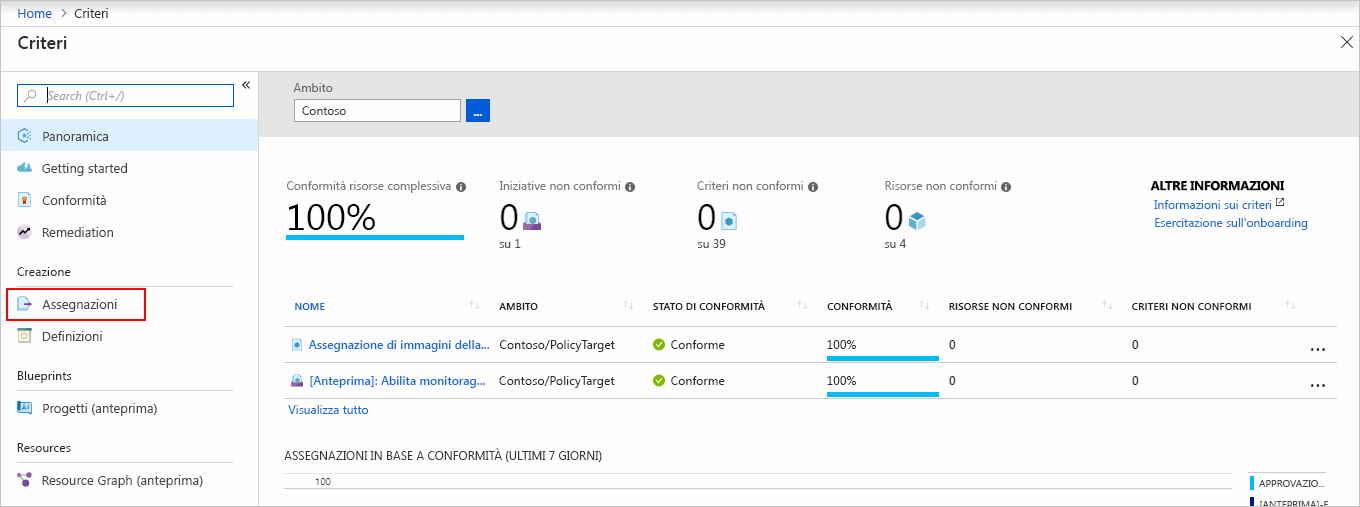 Home > Criteri
Criteri
Search (Ctrl+/)
Panoramica
Getting started
Conformità
Remediation
Creazione
Assegnazioni
Definizioni
Blueprints
Progetti (anteprima)
Resources
Resource Graph (anteprima)
Ambito
Contoso
...
Conformità risorse complessiva
100%
Iniziative non conformi
0
su 1
Criteri non conformi
0
su 39
Risorse non conformi
0
su 4
ALTRE INFORMAZIONI
Informazioni sui criteri
Esercitazione sull'onboarding
NOME AMBITO STATO DI CONFORMITÀ CONFORMITÀ RISORSE NON CONFORMI CRITERI NON CONFORMI
Assegnazione di immagini della... Contoso/PolicyTarget Conforme 100% 0 0 ...
[Anteprima]: Abilita monitorag... Contoso/PolicyTarget Conforme 100% 0 0 ...
Visualizza tutto
ASSEGNAZIONI IN BASE A CONFORMITÀ (ULTIMI 7 GIORNI)
100
APPROVAZIO...